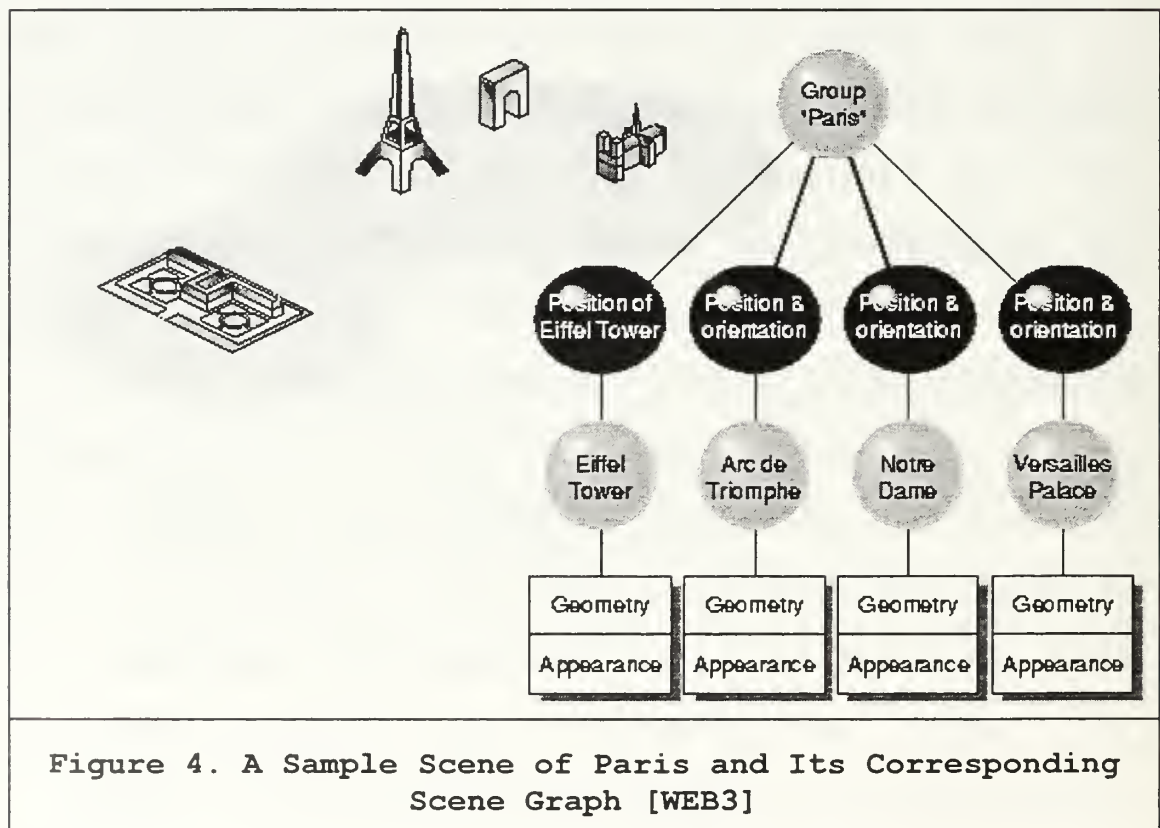 Group
"Paris"
Position of
Eiffel Tower
Position &
orientation
Position &
orientation
Position &
orientation
Eiffel
Tower
Arc de
Triomphe
Notre
Dame
Versailles
Palace
Geometry
Appearance
Geometry
Appearance
Geometry
Appearance
Geometry
Appearance
Figure 4. A Sample Scene of Paris and Its Corresponding
Scene Graph [WEB3]